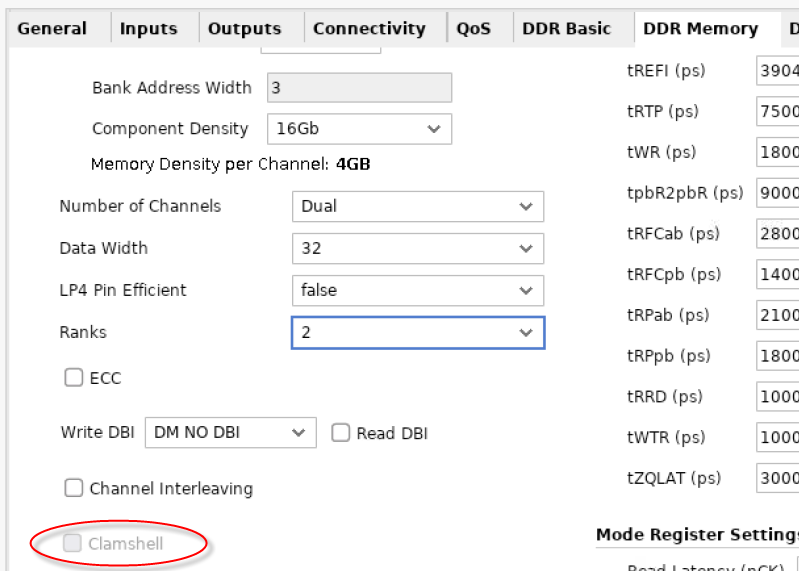 General Inputs Outputs Connectivity QoS DDR Basic DDR Memory D
Bank Address Width 3
Component Density 16Gb
Memory Density per Channel: 4GB
Number of Channels Dual
Data Width 32
LP4 Pin Efficient false
Ranks 2
ECC
Write DBI DM NO DBI Read DBI
Channel Interleaving
Clamshell
tREFI (ps) 3904
tRTP (ps) 7500
tWR (ps) 1800
tpbR2pbR (ps) 9000
tRFCab (ps) 2800
tRFCpb (ps) 1400
tRPab (ps) 2100
tRPpb (ps) 1800
tRRD (ps) 1000
tWTR (ps) 1000
tZQLAT (ps) 3000
Mode Register Settings
Read Latency (nCK)